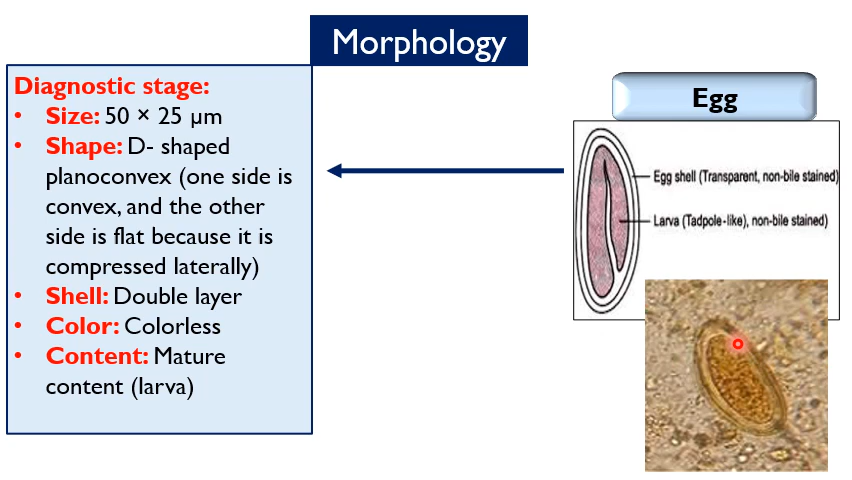 Morphology
Diagnostic stage:
• Size: 50 × 25 µm
• Shape: D- shaped
planoconvex (one side is
convex, and the other
side is flat because it is
compressed laterally)
• Shell: Double layer
• Color: Colorless
• Content: Mature
content (larva)
Egg
Egg shell (Transparent, non-bile stained)
Larva (Tadpole-like), non-bile stained)